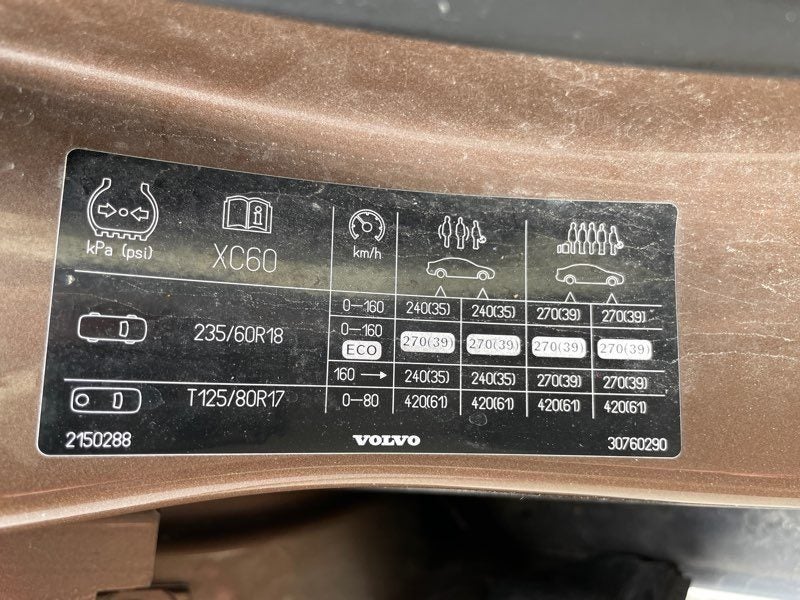 kPa (psi)
XC60
km/h
235/60R18
0–160 240(35) 240(35) 270(39) 270(39)
0–160
ECO 270(39) 270(39) 270(39) 270(39)
160 → 240(35) 240(35) 270(39) 270(39)
T125/80R17 0–80 420(61) 420(61) 420(61) 420(61)
2150288 VOLVO 30760290